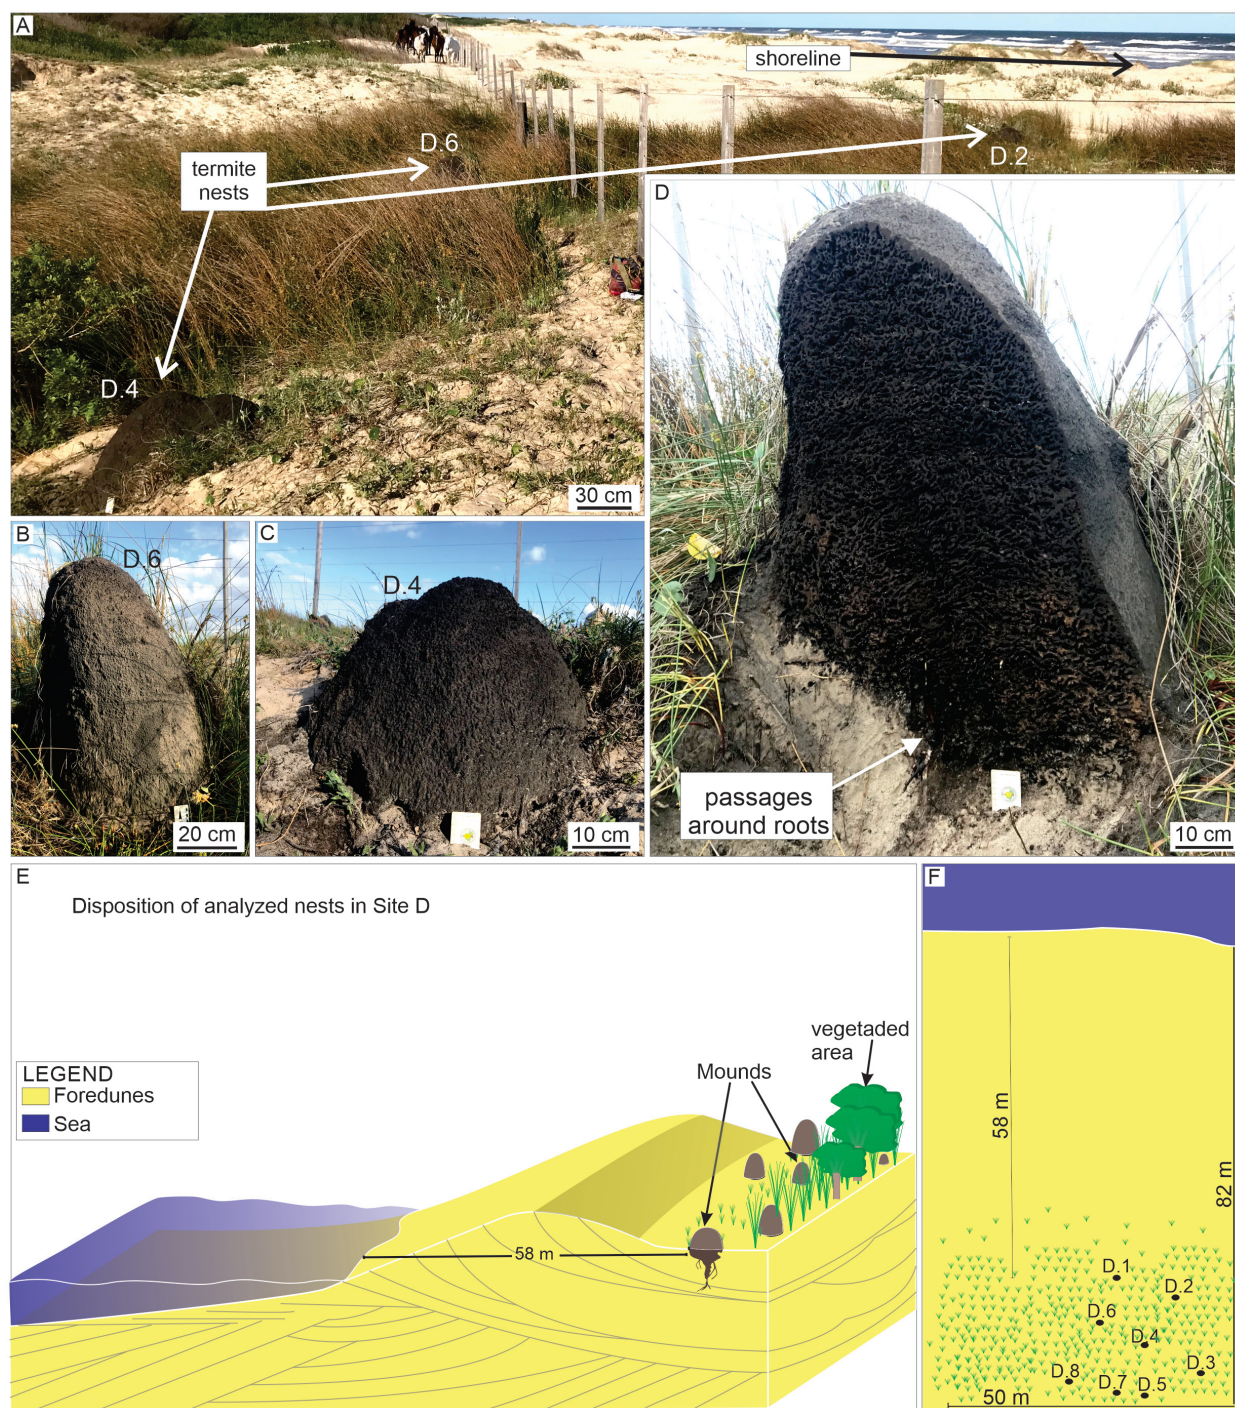 A
shoreline
D.6
D.2
termite
nests
D.4
30 cm
B
D.6
20 cm
C
D.4
10 cm
D
passages
around roots
10 cm
E
Disposition of analyzed nests in Site D
vegetaded
area
Mounds
LEGEND
Foredunes
Sea
58 m
F
58 m
82 m
D.1
D.2
D.6
D.4
D.3
D.8
D.7
D.5
50 m